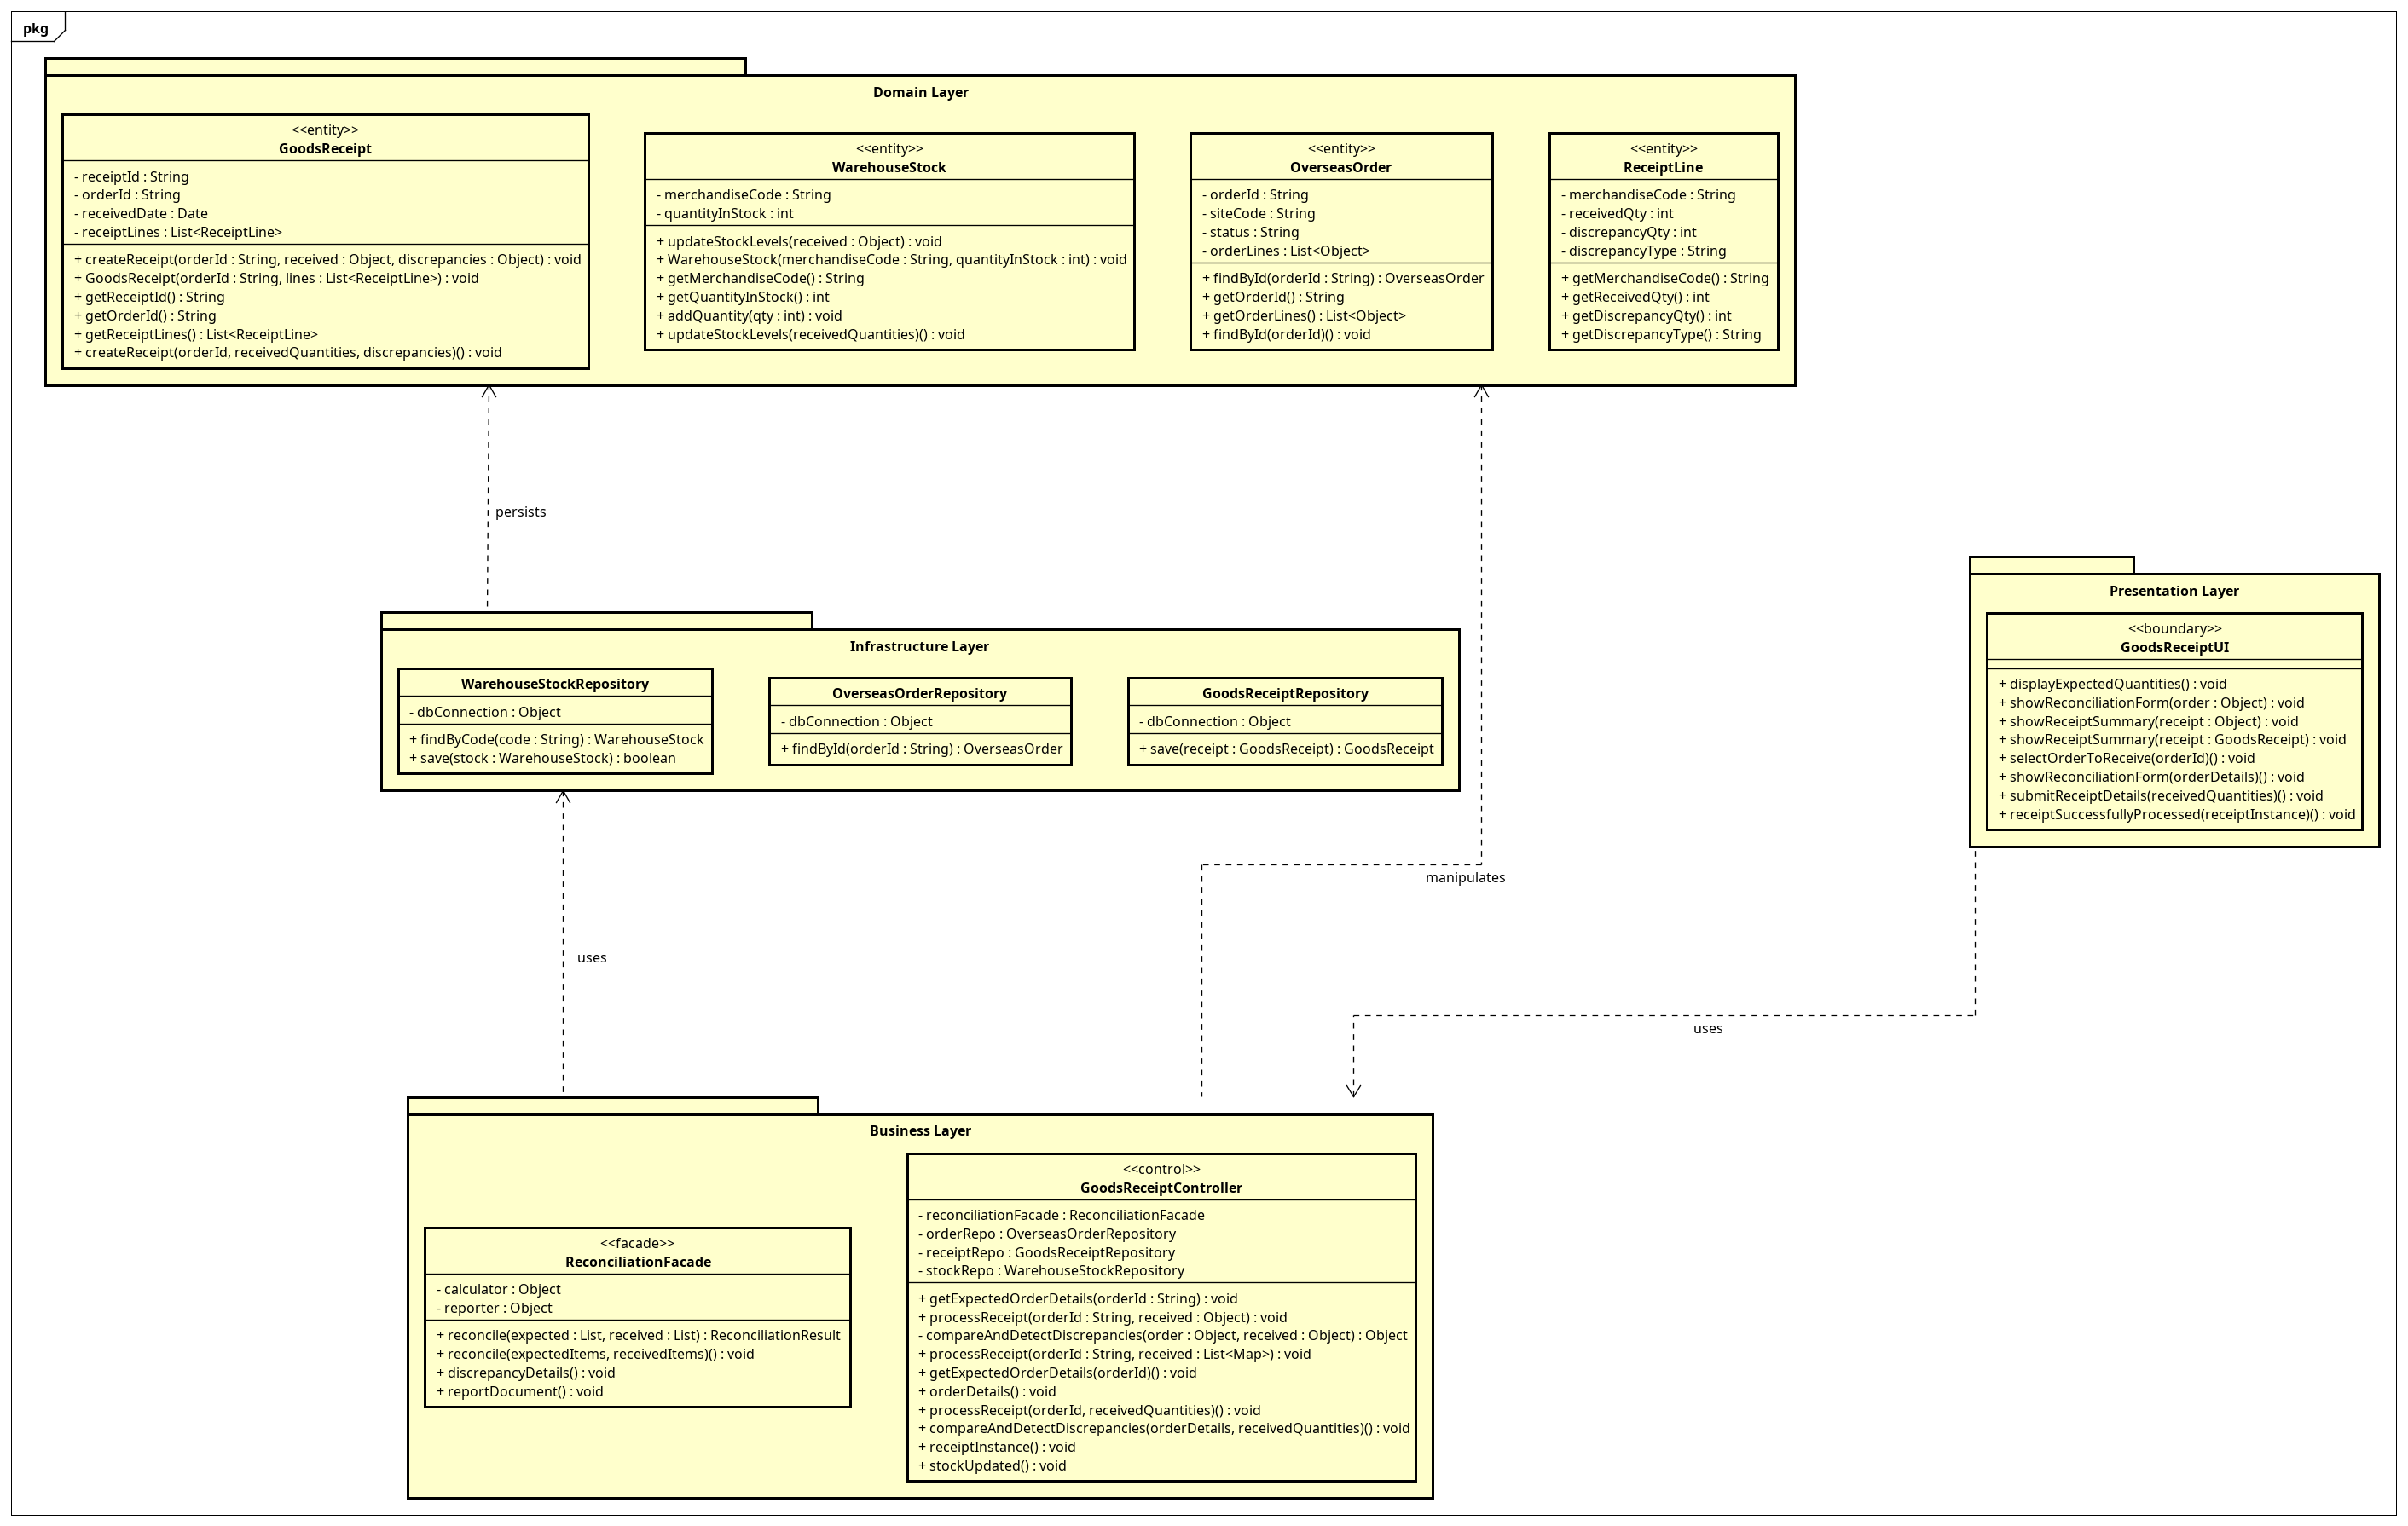 pkg
Domain Layer
<<entity>>
GoodsReceipt
- receiptId : String
- orderId : String
- receivedDate : Date
- receiptLines : List<ReceiptLine>
+ createReceipt(orderId : String, received : Object, discrepancies : Object) : void
+ GoodsReceipt(orderId : String, lines : List<ReceiptLine>) : void
+ getReceiptId() : String
+ getOrderId() : String
+ getReceiptLines() : List<ReceiptLine>
+ createReceipt(orderId, receivedQuantities, discrepancies)() : void
<<entity>>
WarehouseStock
- merchandiseCode : String
- quantityInStock : int
+ updateStockLevels(received : Object) : void
+ WarehouseStock(merchandiseCode : String, quantityInStock : int) : void
+ getMerchandiseCode() : String
+ getQuantityInStock() : int
+ addQuantity(qty : int) : void
+ updateStockLevels(receivedQuantities)() : void
<<entity>>
OverseasOrder
- orderId : String
- siteCode : String
- status : String
- orderLines : List<Object>
+ findById(orderId : String) : OverseasOrder
+ getOrderId() : String
+ getOrderLines() : List<Object>
+ findById(orderId)() : void
<<entity>>
ReceiptLine
- merchandiseCode : String
- receivedQty : int
- discrepancyQty : int
- discrepancyType : String
+ getMerchandiseCode() : String
+ getReceivedQty() : int
+ getDiscrepancyQty() : int
+ getDiscrepancyType() : String
persists
Infrastructure Layer
WarehouseStockRepository
- dbConnection : Object
+ findByCode(code : String) : WarehouseStock
+ save(stock : WarehouseStock) : boolean
OverseasOrderRepository
- dbConnection : Object
+ findById(orderId : String) : OverseasOrder
GoodsReceiptRepository
- dbConnection : Object
+ save(receipt : GoodsReceipt) : GoodsReceipt
Presentation Layer
<<boundary>>
GoodsReceiptUI
+ displayExpectedQuantities() : void
+ showReconciliationForm(order : Object) : void
+ showReceiptSummary(receipt : Object) : void
+ showReceiptSummary(receipt : GoodsReceipt) : void
+ selectOrderToReceive(orderId)() : void
+ showReconciliationForm(orderDetails)() : void
+ submitReceiptDetails(receivedQuantities)() : void
+ receiptSuccessfullyProcessed(receiptInstance)() : void
manipulates
uses
uses
Business Layer
<<facade>>
ReconciliationFacade
- calculator : Object
- reporter : Object
+ reconcile(expected : List, received : List) : ReconciliationResult
+ reconcile(expectedItems, receivedItems)() : void
+ discrepancyDetails() : void
+ reportDocument() : void
<<control>>
GoodsReceiptController
- reconciliationFacade : ReconciliationFacade
- orderRepo : OverseasOrderRepository
- receiptRepo : GoodsReceiptRepository
- stockRepo : WarehouseStockRepository
+ getExpectedOrderDetails(orderId : String) : void
+ processReceipt(orderId : String, received : Object) : void
- compareAndDetectDiscrepancies(order : Object, received : Object) : Object
+ processReceipt(orderId : String, received : List<Map>) : void
+ getExpectedOrderDetails(orderId)() : void
+ orderDetails() : void
+ processReceipt(orderId, receivedQuantities)() : void
+ compareAndDetectDiscrepancies(orderDetails, receivedQuantities)() : void
+ receiptInstance() : void
+ stockUpdated() : void